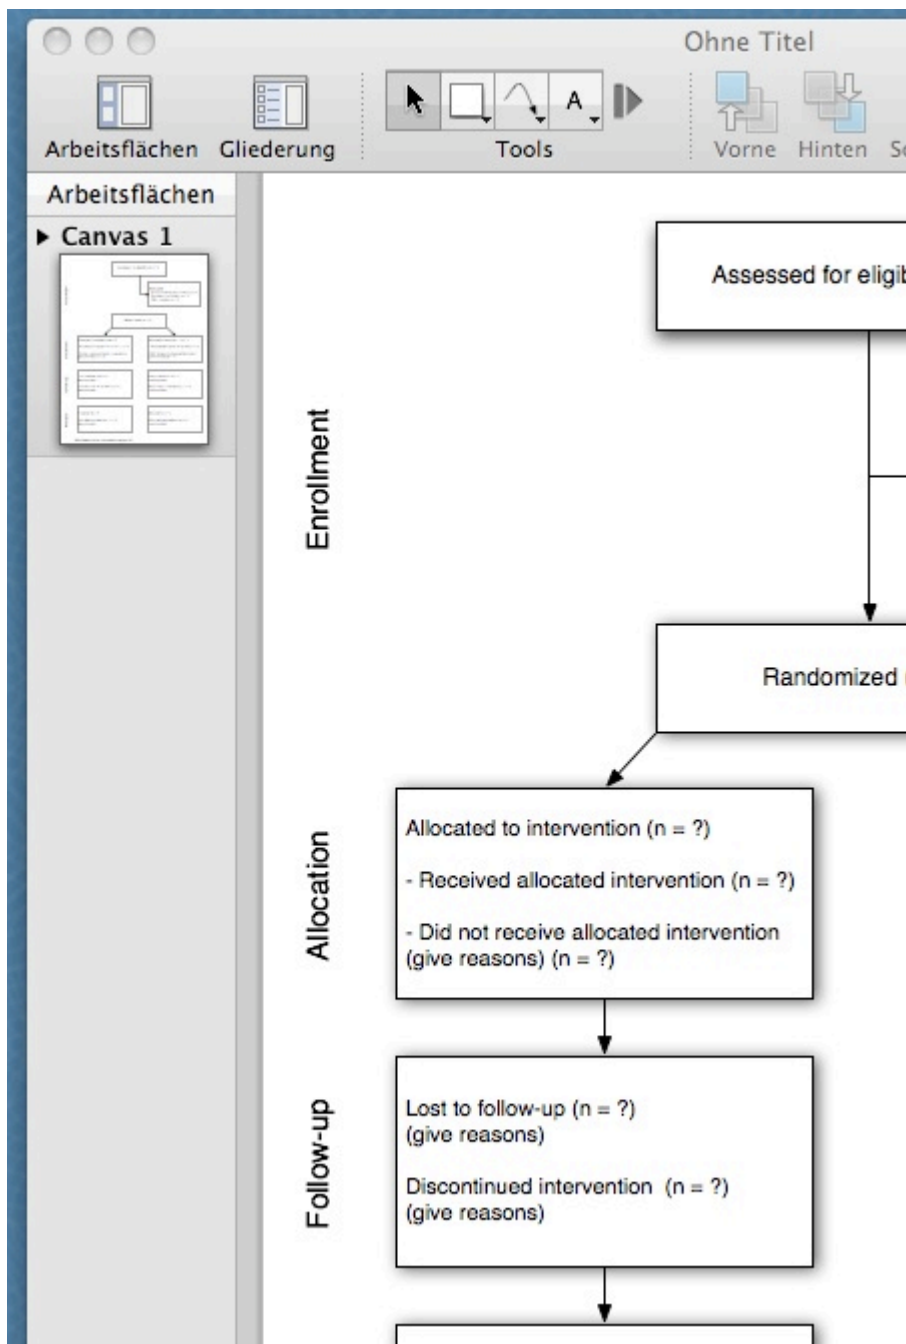 Ohne Titel
A
Arbeitsflächen Gliederung Tools Vorne Hinten
Arbeitsflächen
Canvas 1
Assessed for
Enrollment
Randomized
Allocation
Allocated to intervention (n = ?)
- Received allocated intervention (n = ?)
- Did not receive allocated intervention
(give reasons) (n = ?)
Follow-up
Lost to follow-up (n = ?)
(give reasons)
Discontinued intervention (n = ?)
(give reasons)